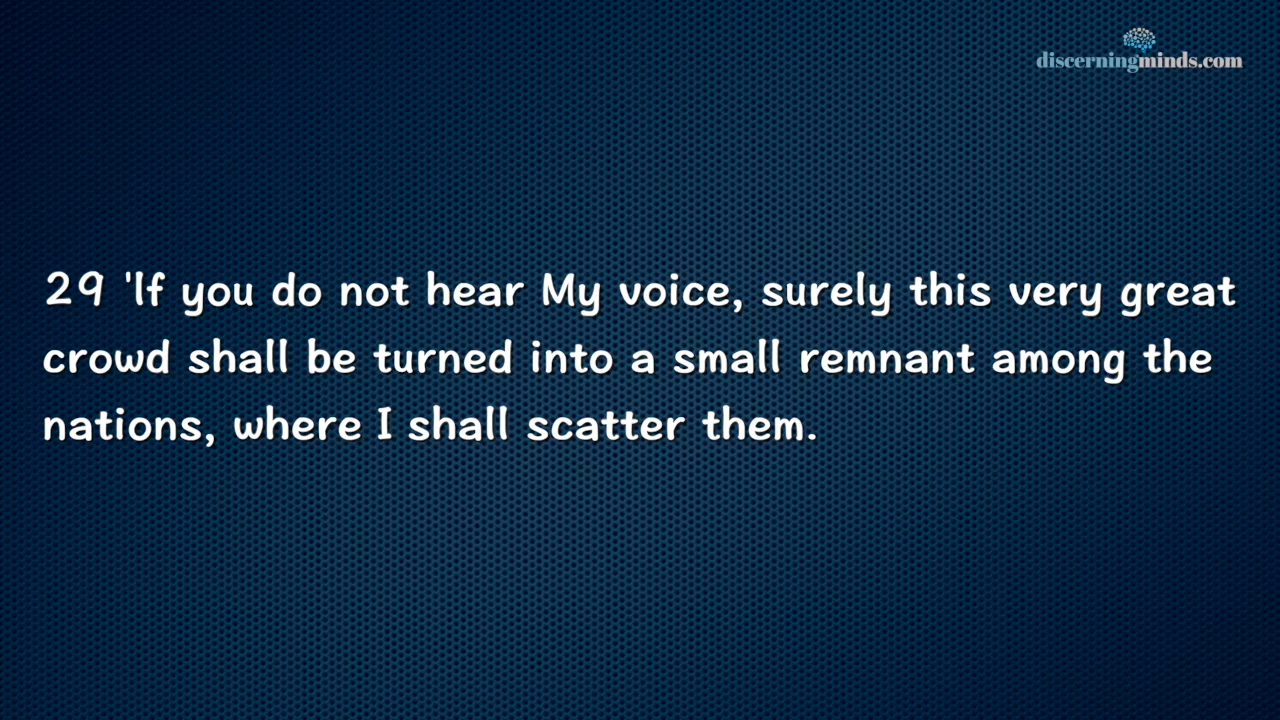 discerningminds.com
29 'If you do not hear My voice, surely this very great
crowd shall be turned into a small remnant among the
nations, where I shall scatter them.